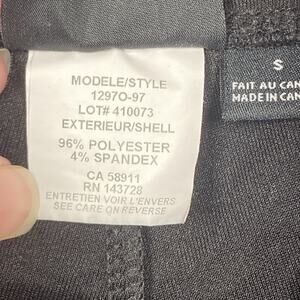 MODELE/STYLE
1297O-97
LOT# 410073
EXTERIEUR/SHELL
96% POLYESTER
4% SPANDEX
CA 58911
RN 143728
ENTRETIEN VOIR L'ENVERS
SEE CARE ON REVERSE
S
FAIT AU CAN
MADE IN CAN